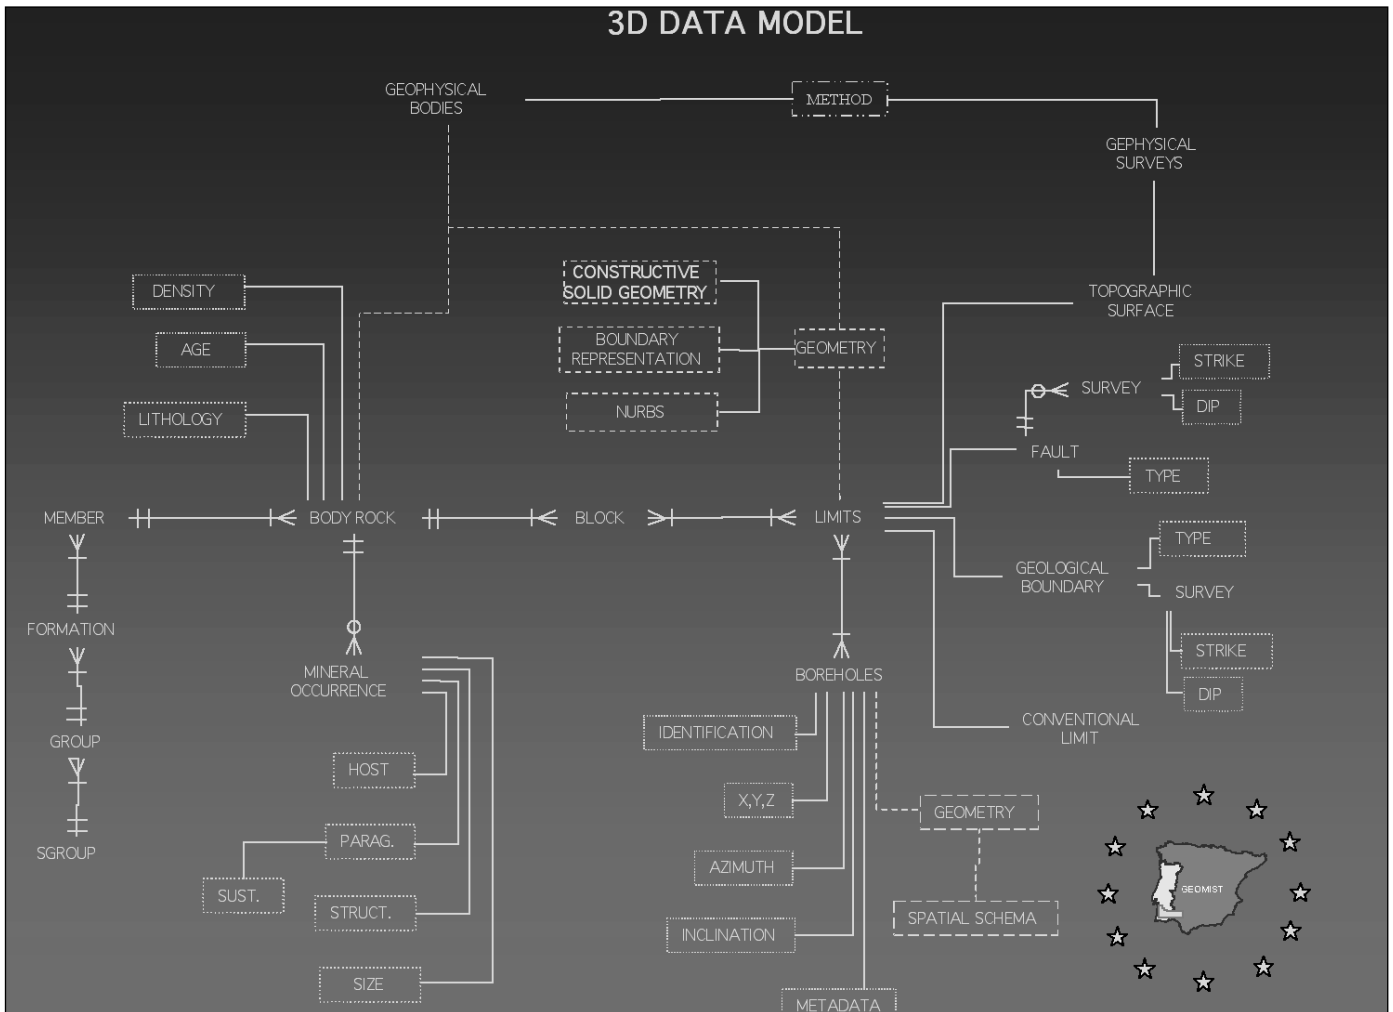 3D DATA MODEL
GEOPHYSICAL
BODIES
METHOD
GEPHYSICAL
SURVEYS
DENSITY
CONSTRUCTIVE
SOLID GEOMETRY
TOPOGRAPHIC
SURFACE
AGE
BOUNDARY
REPRESENTATION
GEOMETRY
STRIKE
SURVEY
DIP
LITHOLOGY
NURBS
FAULT
TYPE
MEMBER
BODY ROCK
BLOCK
LIMITS
TYPE
GEOLOGICAL
BOUNDARY
SURVEY
FORMATION
STRIKE
MINERAL
OCCURRENCE
BOREHOLES
DIP
GROUP
IDENTIFICATION
CONVENTIONAL
LIMIT
HOST
X,Y,Z
GEOMETRY
PARAG.
SGROUP
AZIMUTH
SUST.
GEOMIST
STRUCT.
SPATIAL SCHEMA
INCLINATION
SIZE
METADATA